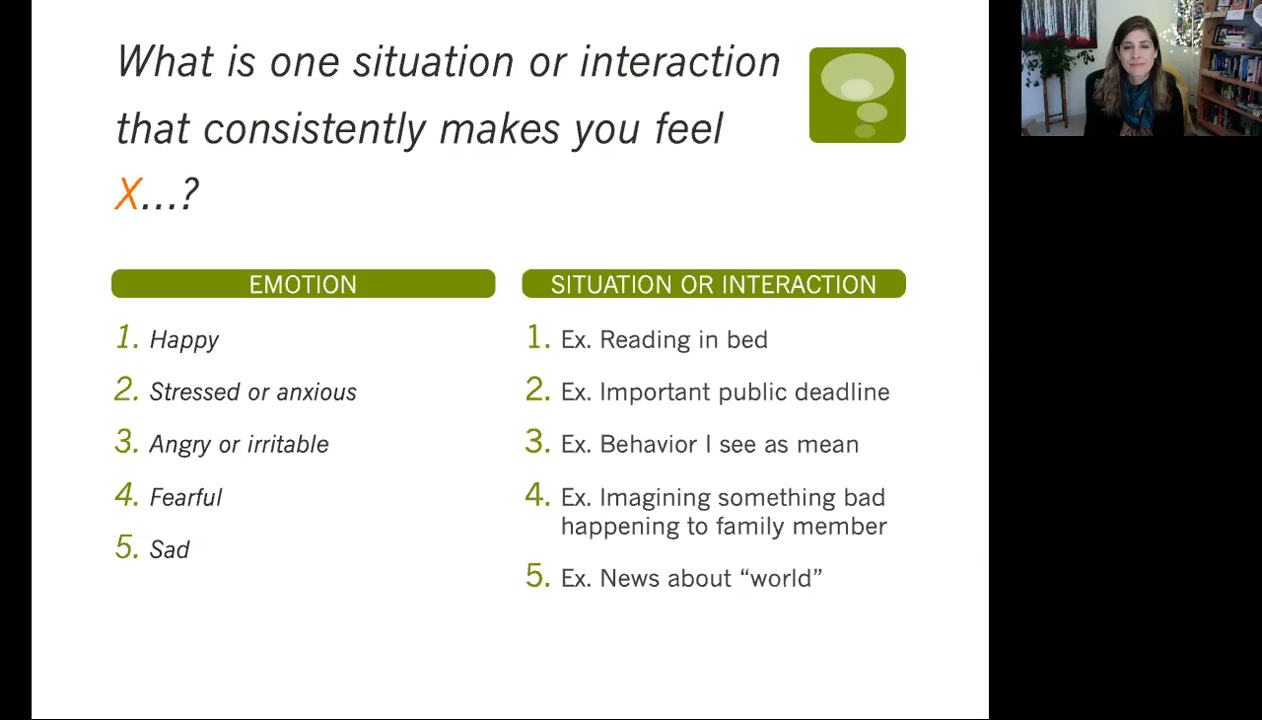 What is one situation or interaction
that consistently makes you feel
X...?
EMOTION
1. Happy
2. Stressed or anxious
3. Angry or irritable
4. Fearful
5. Sad
SITUATION OR INTERACTION
1. Ex. Reading in bed
2. Ex. Important public deadline
3. Ex. Behavior I see as mean
4. Ex. Imagining something bad
happening to family member
5. Ex. News about “world”